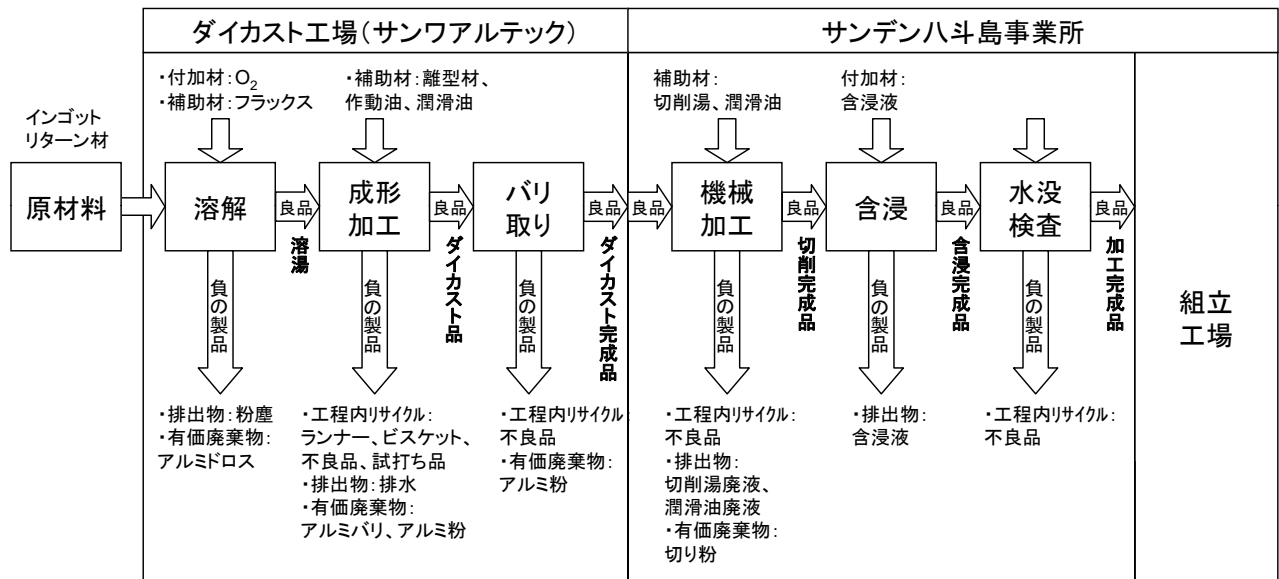 ダイカスト工場(サンワアルテック)
サンデン八斗島事業所
・付加材:O2
・補助材:フラックス
・補助材:離型材、
作動油、潤滑油
補助材:
切削湯、潤滑油
付加材:
含浸液
インゴット
リターン材
原材料
溶解
良品
溶湯
成形
加工
良品
ダイカスト品
バリ
取り
良品
ダイカスト完成品
良品
機械
加工
良品
切削完成品
含浸
良品
含浸完成品
水没
検査
良品
加工完成品
組立
工場
負の製品
負の製品
負の製品
負の製品
負の製品
負の製品
・排出物:粉塵
・有価廃棄物:
アルミドロス
・工程内リサイクル:
ランナー、ビスケット、
不良品、試打ち品
・排出物:排水
・有価廃棄物:
アルミバリ、アルミ粉
・工程内リサイクル:
不良品
・有価廃棄物:
アルミ粉
・工程内リサイクル:
不良品
・排出物:
切削湯廃液、
潤滑油廃液
・有価廃棄物:
切り粉
・排出物:
含浸液
・工程内リサイクル:
不良品